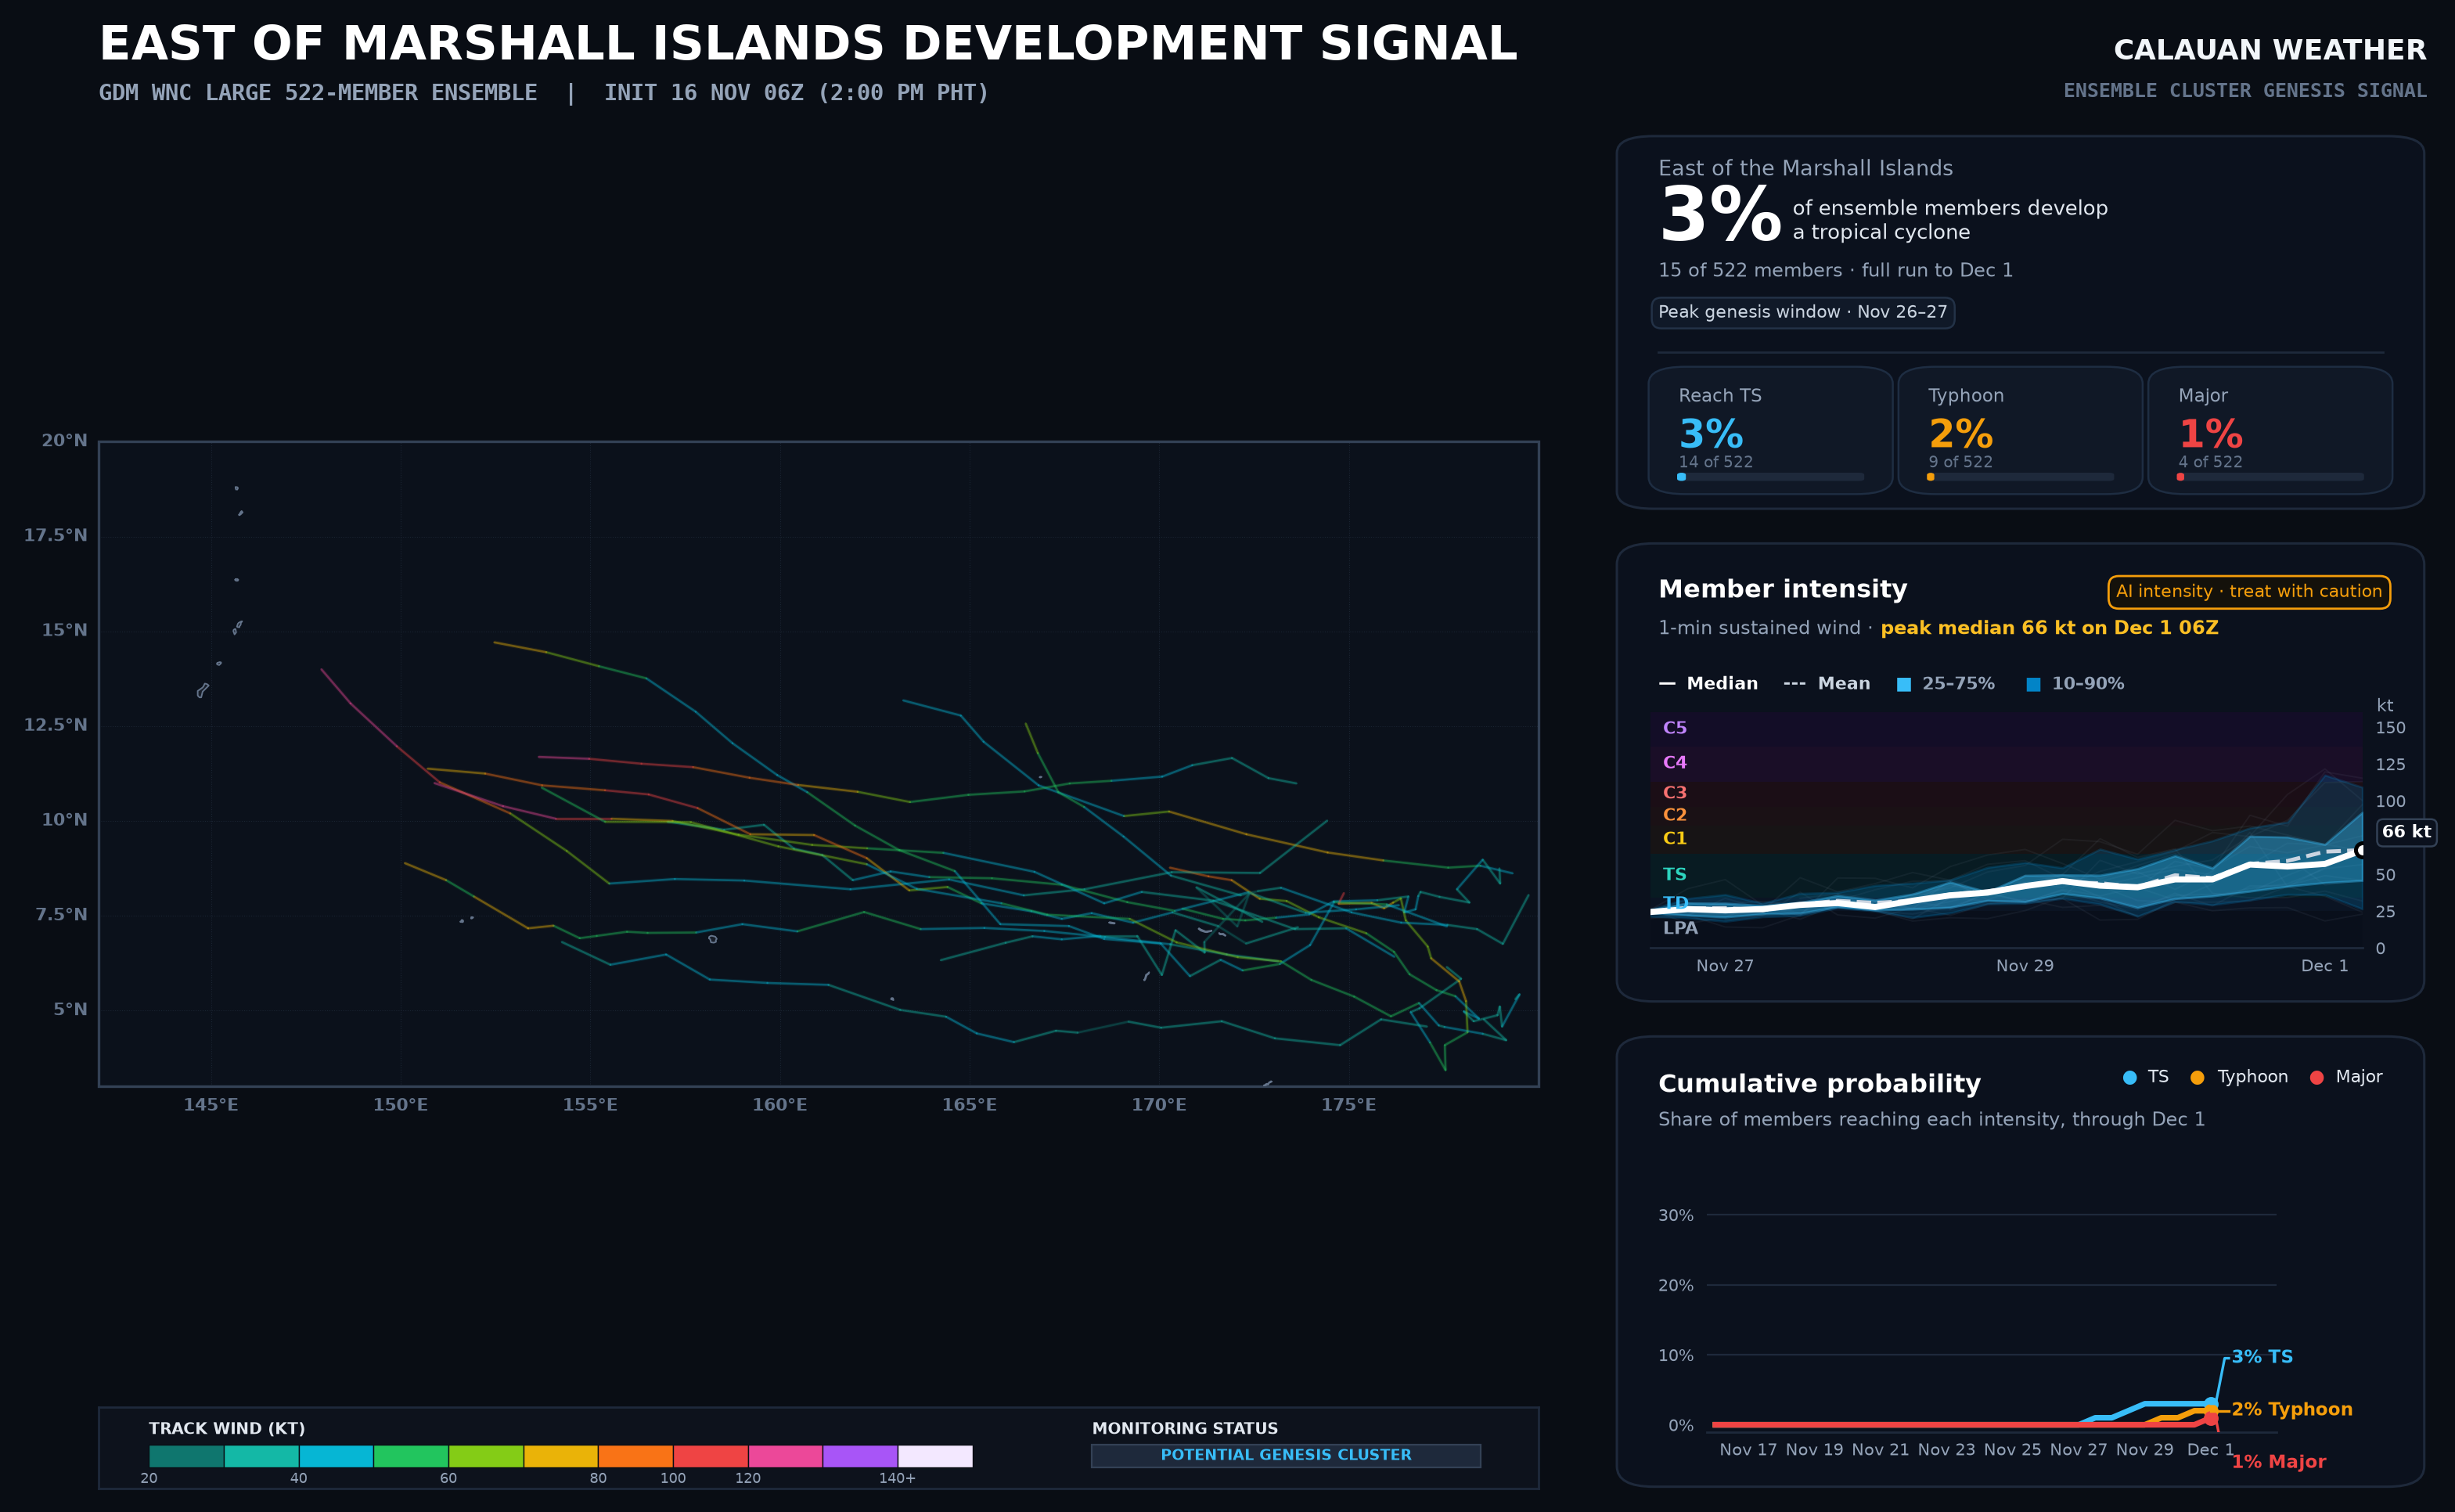 EAST OF MARSHALL ISLANDS DEVELOPMENT SIGNAL
GDM WNC LARGE 522-MEMBER ENSEMBLE | INIT 16 NOV 06Z (2:00 PM PHT)
CALAUAN WEATHER
ENSEMBLE CLUSTER GENESIS SIGNAL
20°N
17.5°N
15°N
12.5°N
10°N
7.5°N
5°N
145°E 150°E 155°E 160°E 165°E 170°E 175°E
TRACK WIND (KT)
20 40 60 80 100 120 140+
MONITORING STATUS
POTENTIAL GENESIS CLUSTER
East of the Marshall Islands
3% of ensemble members develop
a tropical cyclone
15 of 522 members · full run to Dec 1
Peak genesis window · Nov 26–27
Reach TS
3%
14 of 522
Typhoon
2%
9 of 522
Major
1%
4 of 522
Member intensity
AI intensity · treat with caution
1-min sustained wind · peak median 66 kt on Dec 1 06Z
Median Mean 25–75% 10–90%
kt
C5 150
C4 125
C3 100
C2
C1 66 kt
TS 50
TD 25
LPA 0
Nov 27 Nov 29 Dec 1
Cumulative probability
TS Typhoon Major
Share of members reaching each intensity, through Dec 1
30%
20%
10%
0%
3% TS
2% Typhoon
1% Major
Nov 17 Nov 19 Nov 21 Nov 23 Nov 25 Nov 27 Nov 29 Dec 1